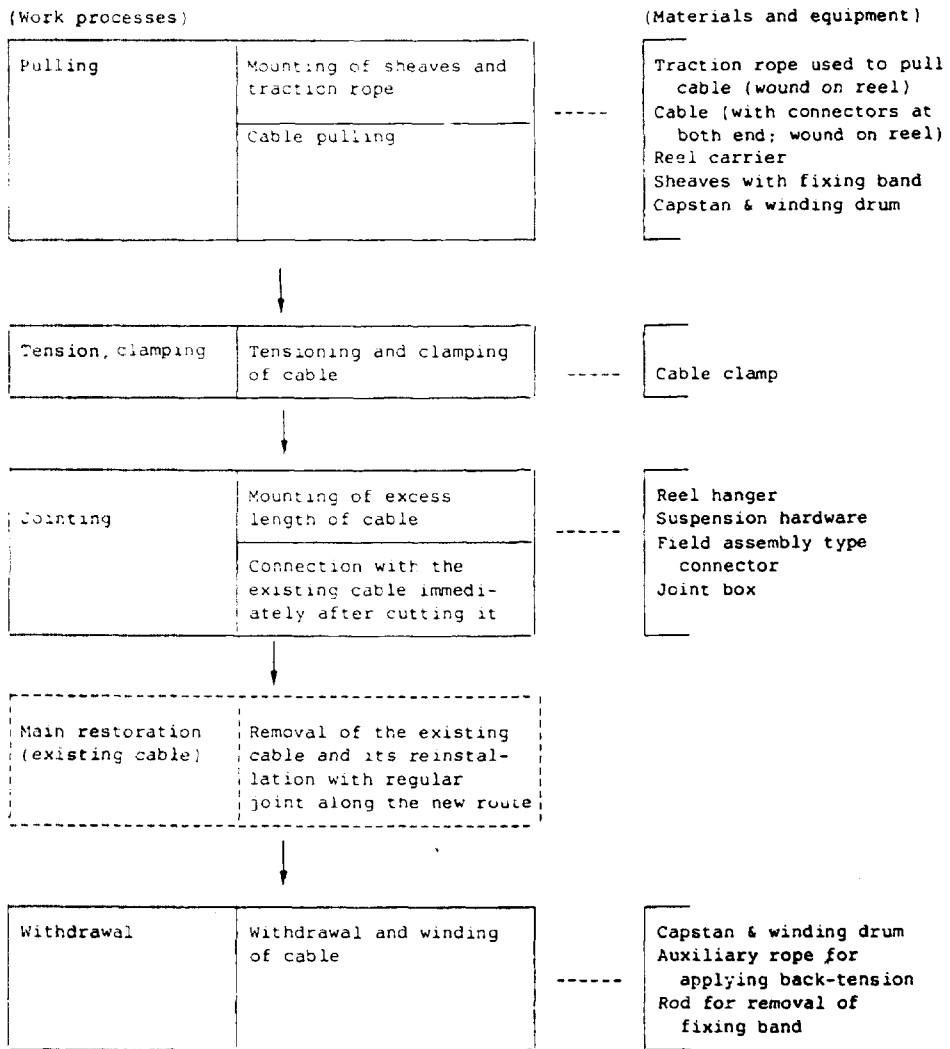 (Work processes)
(Materials and equipment)
Pulling
Mounting of sheaves and
traction rope
Cable pulling
Traction rope used to pull
cable (wound on reel)
Cable (with connectors at
both end; wound on reel)
Reel carrier
Sheaves with fixing band
Capstan & winding drum
Tension, clamping
Tensioning and clamping
of cable
Cable clamp
Jointing
Mounting of excess
length of cable
Connection with the
existing cable immedi-
ately after cutting it
Reel hanger
Suspension hardware
Field assembly type
connector
Joint box
Main restoration
(existing cable)
Removal of the existing
cable and its reinstal-
lation with regular
joint along the new route
Withdrawal
Withdrawal and winding
of cable
Capstan & winding drum
Auxiliary rope for
applying back-tension
Rod for removal of
fixing band